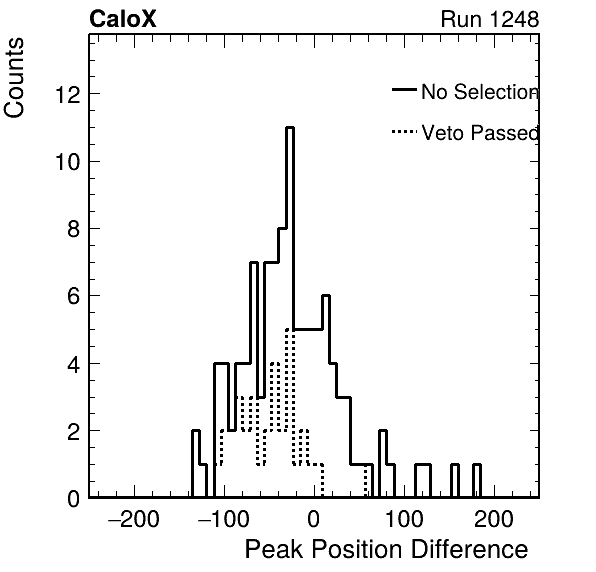 CaloX Run 1248
Counts
12
10
8
6
4
2
0
No Selection
Veto Passed
−200 −100 0 100 200
Peak Position Difference